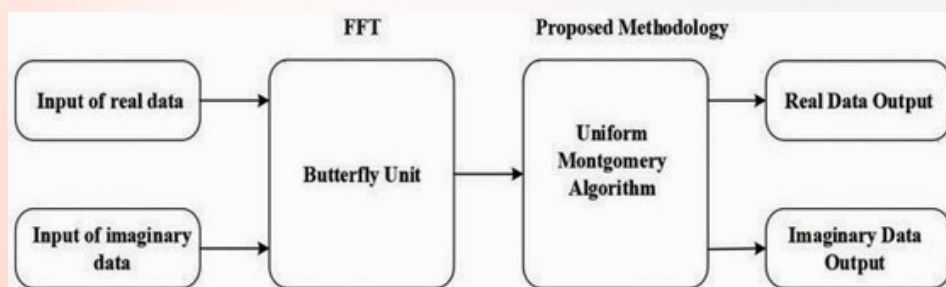 FFT
Proposed Methodology
Input of real data
Butterfly Unit
Uniform
Montgomery
Algorithm
Real Data Output
Input of imaginary
data
Imaginary Data
Output